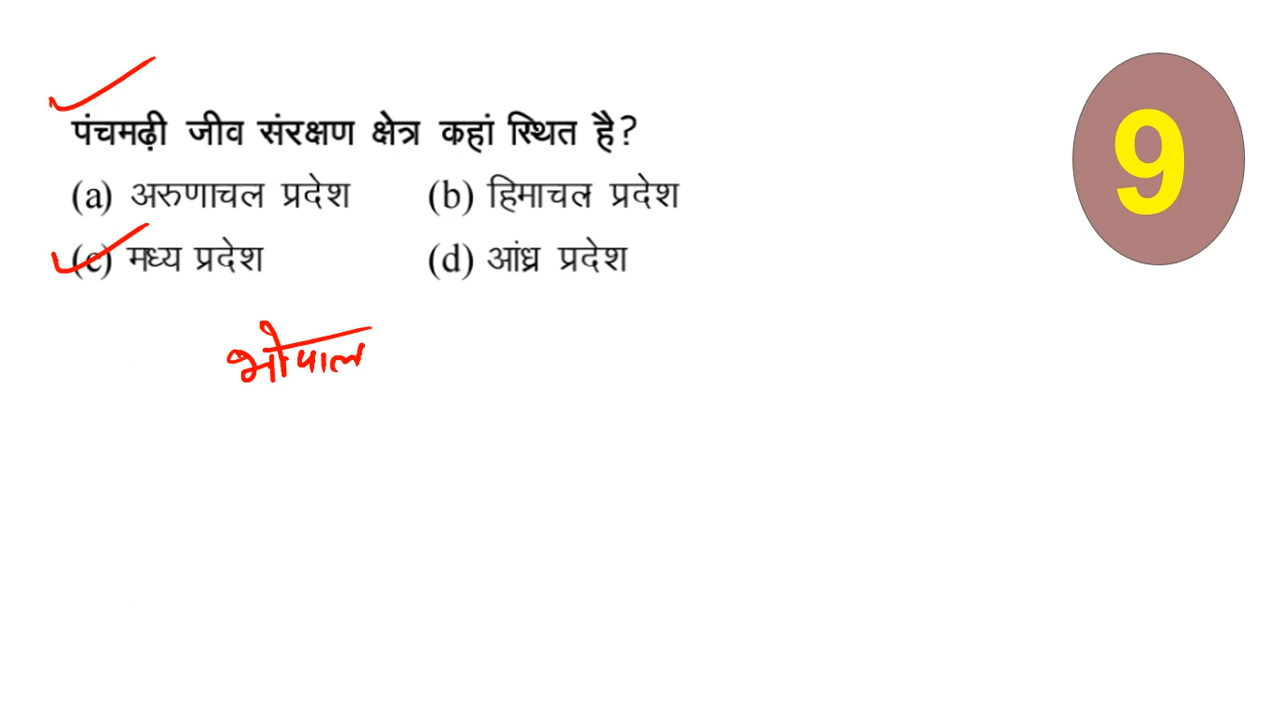 पंचमढ़ी जीव संरक्षण क्षेत्र कहां स्थित है?
(a) अरुणाचल प्रदेश (b) हिमाचल प्रदेश
(c) मध्य प्रदेश (d) आंध्र प्रदेश
भोपाल
9